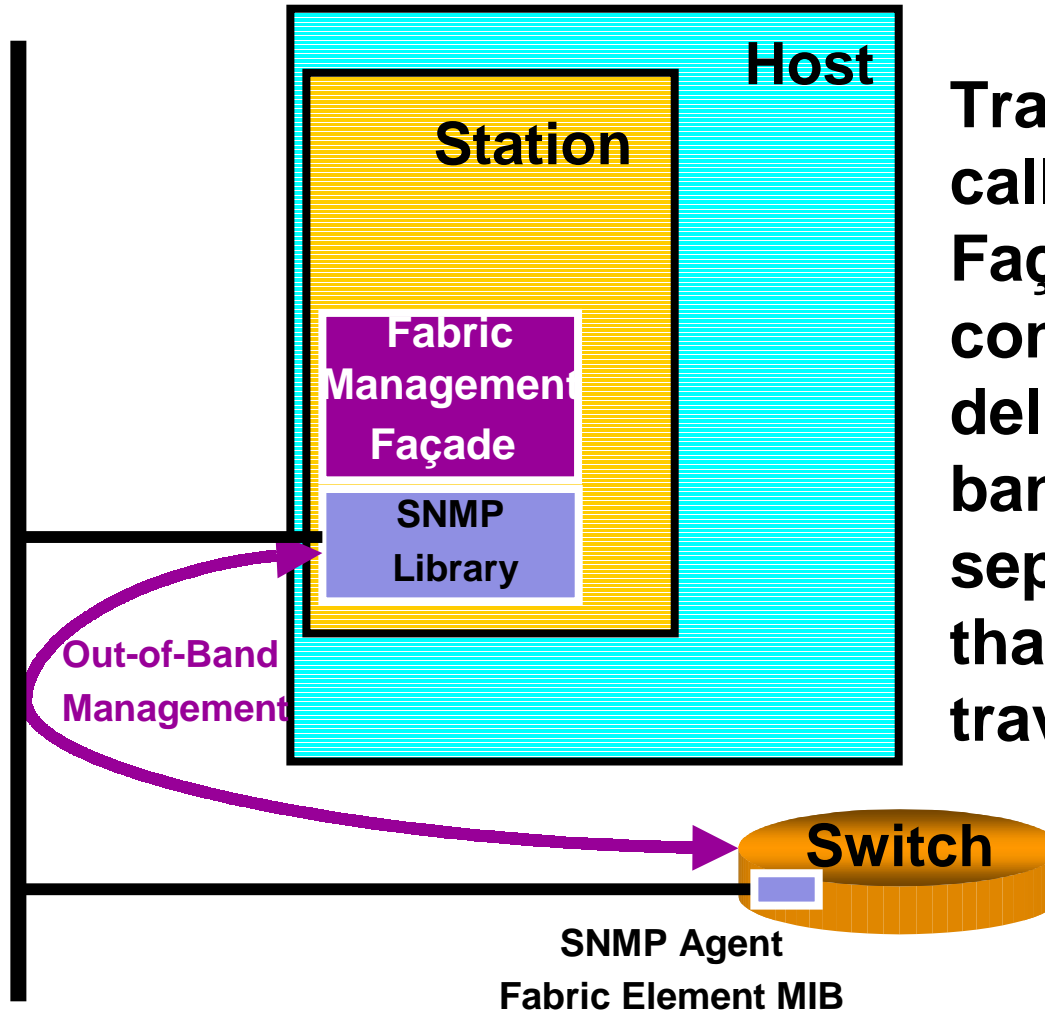 Host
Station
Fabric
Management
Façade
SNMP
Library
Out-of-Band
Management
Switch
SNMP Agent
Fabric Element MIB